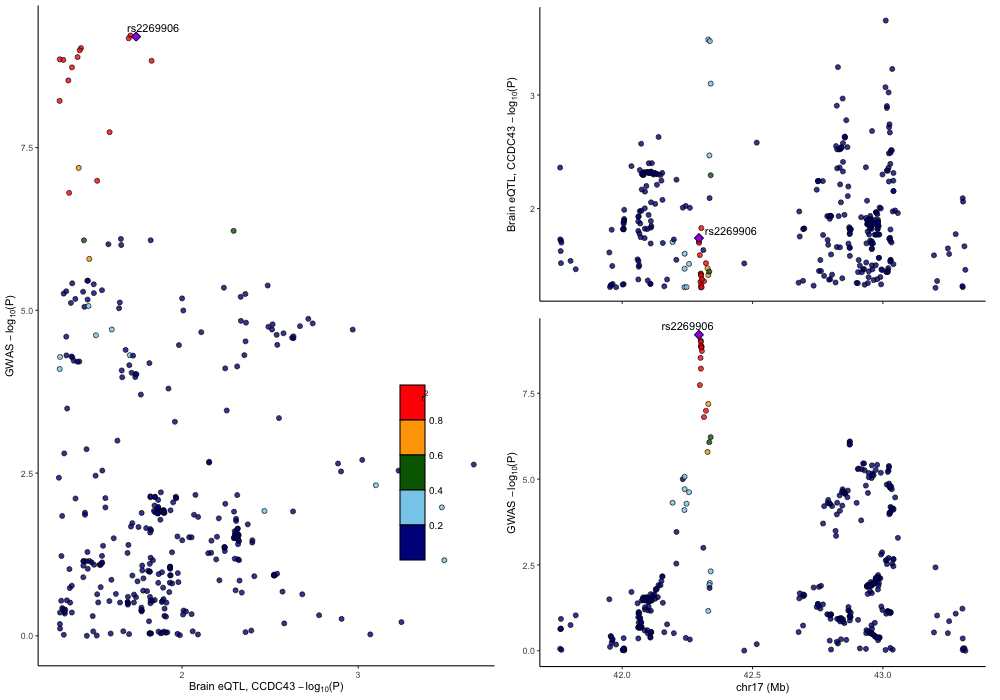 rs2269906
7.5
5.0
2.5
0.0
GWAS − log10(P)
2
3
Brain eQTL, CCDC43 − log10(P)
r2
0.8
0.6
0.4
0.2
3
2
Brain eQTL, CCDC43 − log10(P)
rs2269906
rs2269906
7.5
5.0
2.5
0.0
GWAS − log10(P)
42.0
42.5
43.0
chr17 (Mb)